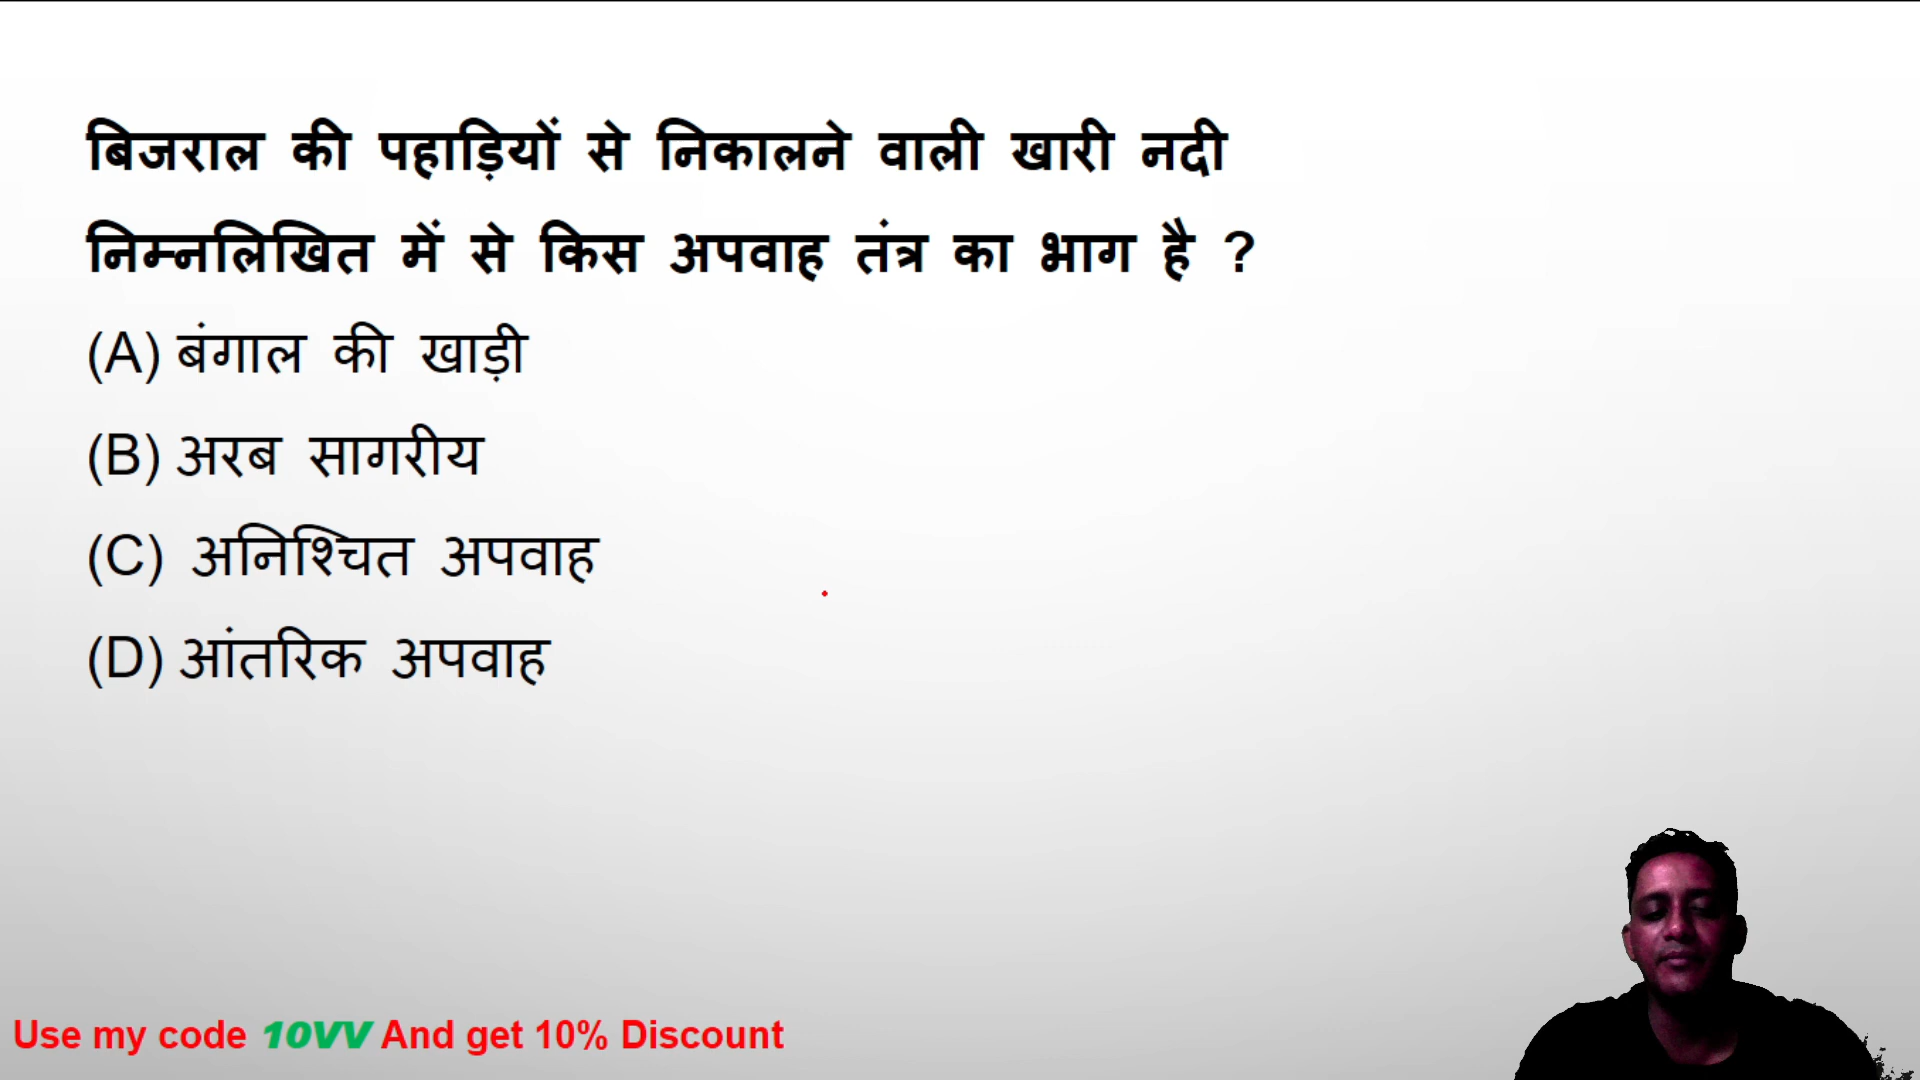 बिजराल की पहाड़ियों से निकालने वाली खारी नदी
निम्नलिखित में से किस अपवाह तंत्र का भाग है ?
(A) बंगाल की खाड़ी
(B) अरब सागरीय
(C) अनिश्चित अपवाह
(D) आंतरिक अपवाह
Use my code 10VV And get 10% Discount